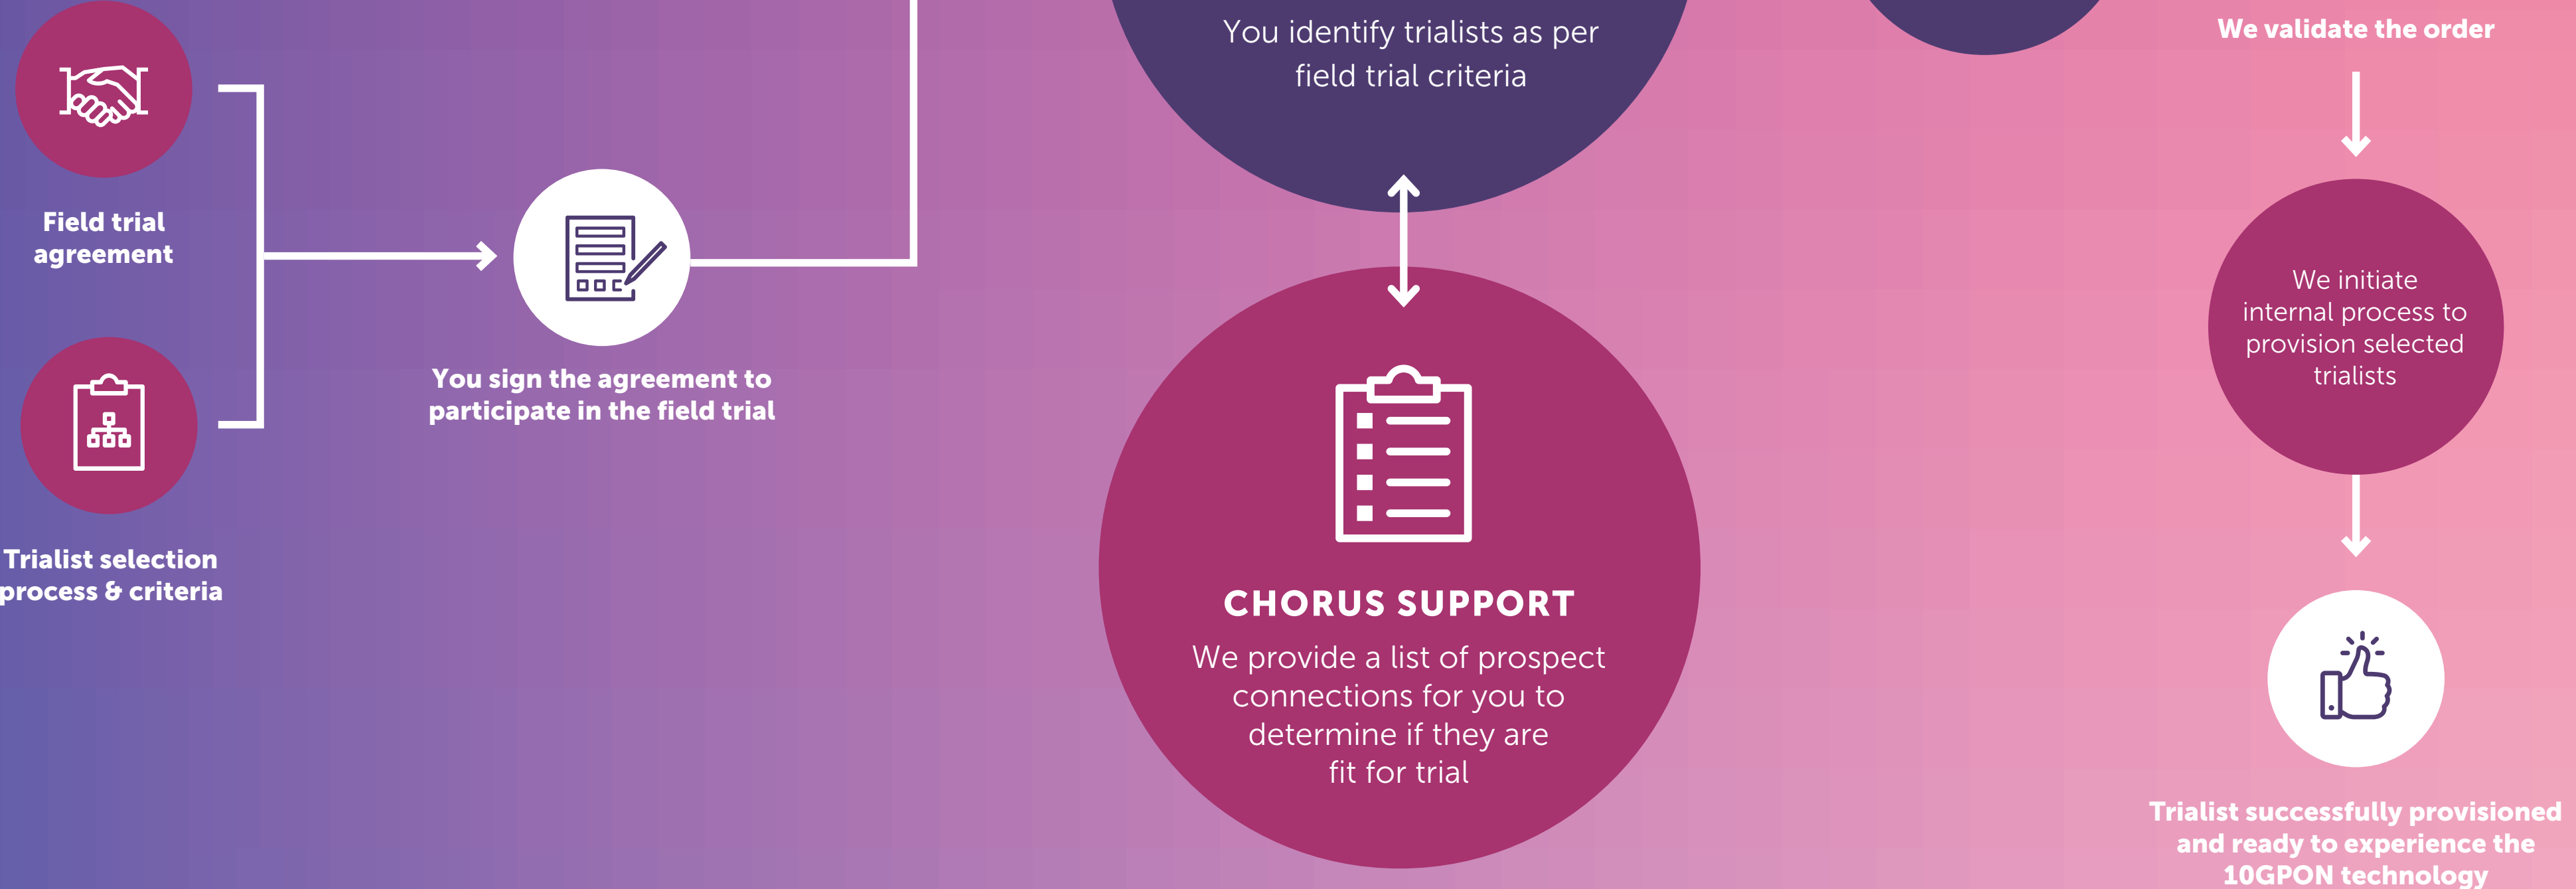 Field trial
agreement
Trialist selection
process & criteria
You sign the agreement to
participate in the field trial
You identify trialists as per
field trial criteria
CHORUS SUPPORT
We provide a list of prospect
connections for you to
determine if they are
fit for trial
We validate the order
We initiate
internal process to
provision selected
trialists
Trialist successfully provisioned
and ready to experience the
10GPON technology